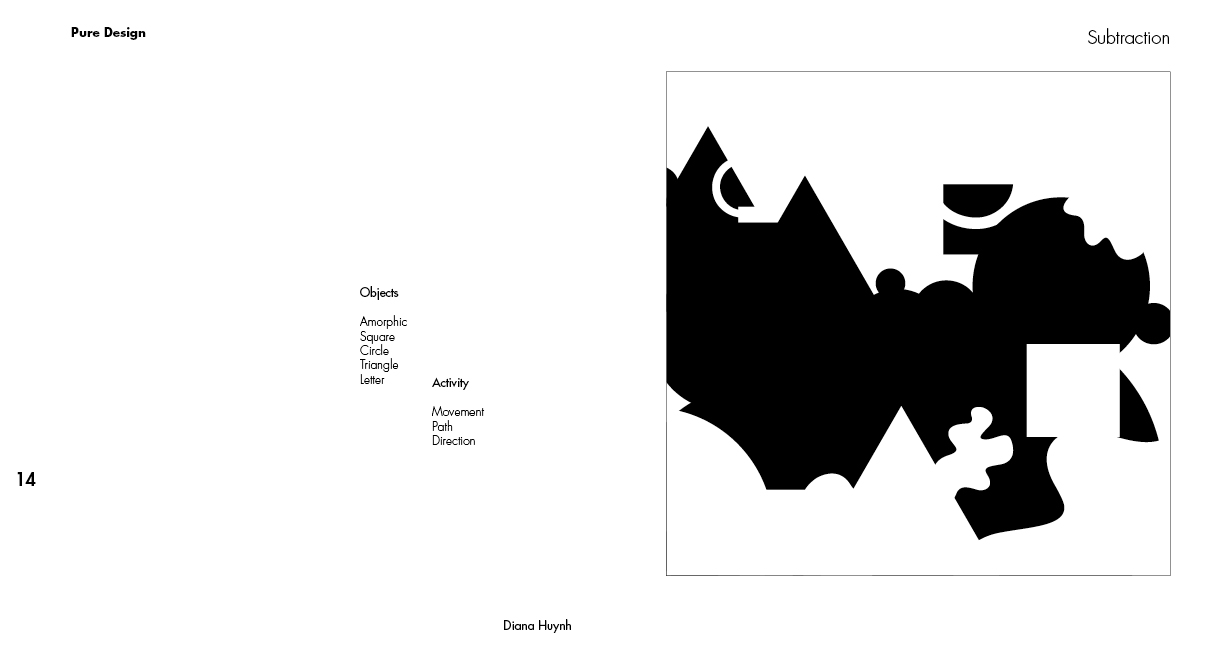 Pure Design
Subtraction
Objects
Amorphic
Square
Circle
Triangle
Letter
Activity
Movement
Path
Direction
14
Diana Huynh